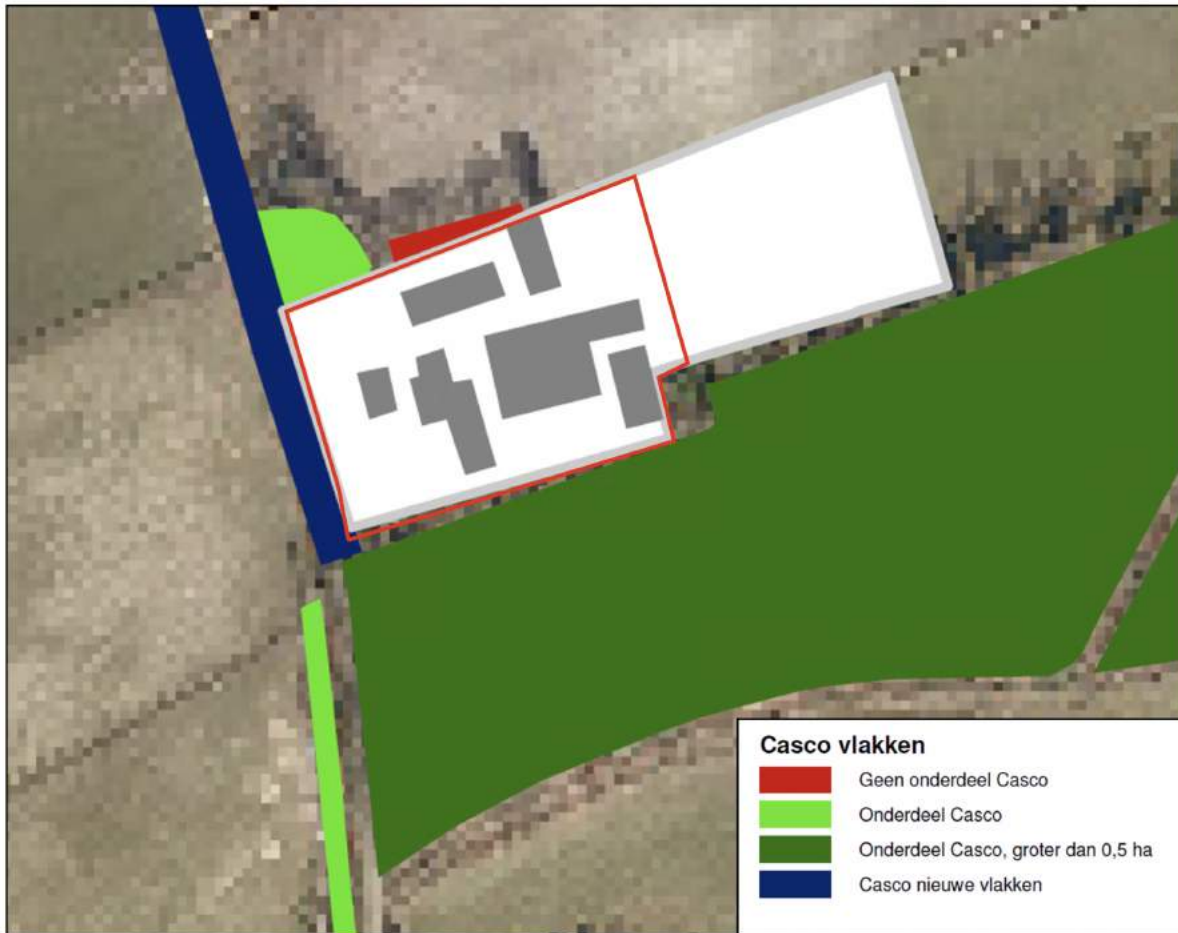 Casco vlakken
Geen onderdeel Casco
Onderdeel Casco
Onderdeel Casco, groter dan 0,5 ha
Casco nieuwe vlakken